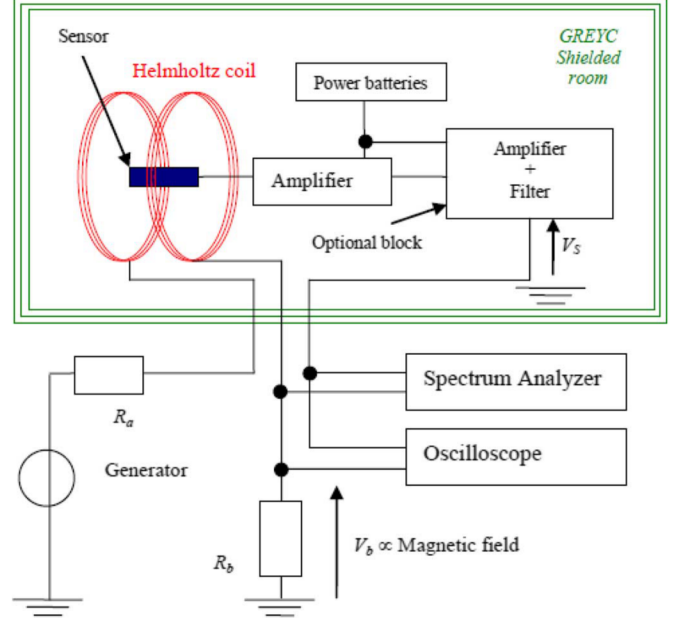 Sensor
GREYC
Shielded
room
Helmholtz coil
Power batteries
Amplifier
+
Filter
Amplifier
Optional block
V_S
Spectrum Analyzer
R_a
Oscilloscope
Generator
V_b ∝ Magnetic field
R_b